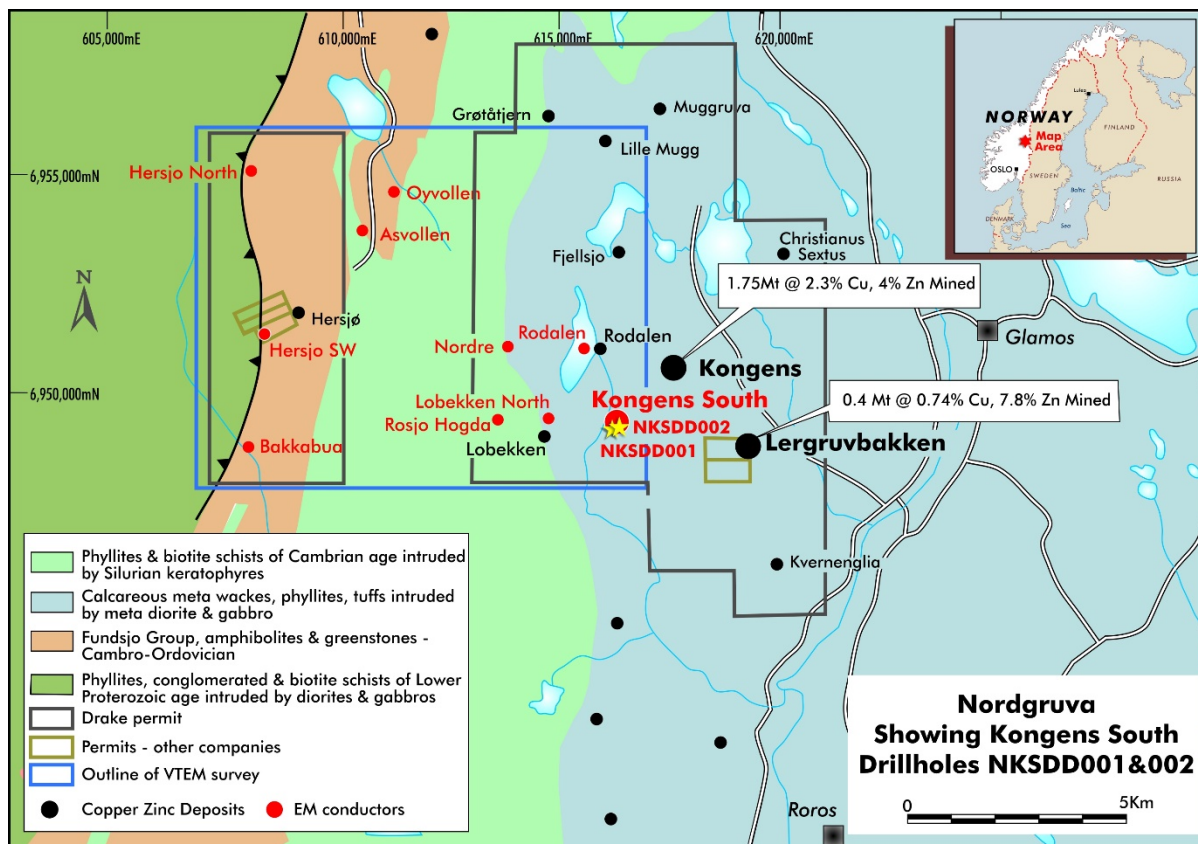 605,000mE
610,000mE
615,000mE
620,000mE
6,955,000mN
6,950,000mN
N
NORWAY
Map
Area
OSLO
SWEDEN
FINLAND
RUSSIA
Lulea
Baltic
Sea
DENMARK
Grøtåtjern
Muggruva
Lille Mugg
Hersjo North
Oyvollen
Asvollen
Fjellsjo
Christianus
Sextus
1.75Mt @ 2.3% Cu, 4% Zn Mined
Hersjø
Hersjo SW
Nordre
Rodalen
Rodalen
Kongens
Glamos
0.4 Mt @ 0.74% Cu, 7.8% Zn Mined
Lobekken North
Kongens South
Rosjo Hogda
NKSDD002
Lobekken
NKSDD001
Lergruvbakken
Bakkabua
Kvernenglia
Phyllites & biotite schists of Cambrian age intruded
by Silurian keratophyres
Calcareous meta wackes, phyllites, tuffs intruded
by meta diorite & gabbro
Fundsjo Group, amphibolites & greenstones -
Cambro-Ordovician
Phyllites, conglomerated & biotite schists of Lower
Proterozoic age intruded by diorites & gabbros
Drake permit
Permits - other companies
Outline of VTEM survey
Copper Zinc Deposits
EM conductors
Nordgruva
Showing Kongens South
Drillholes NKSDD001&002
0
5Km
Roros